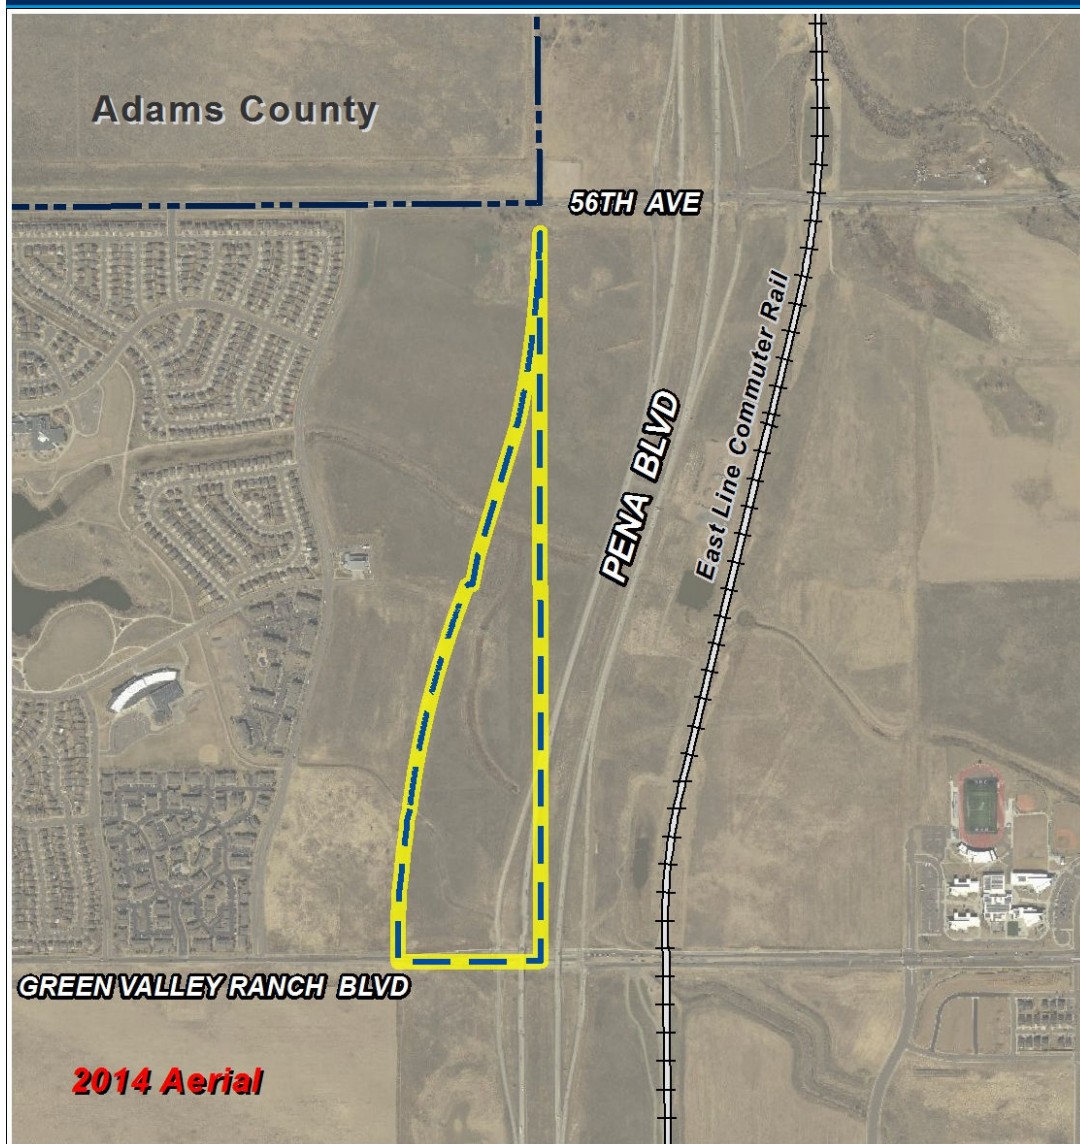 Adams County
56TH AVE
East Line Commuter Rail
PENA BLVD
GREEN VALLEY RANCH BLVD
2014 Aerial